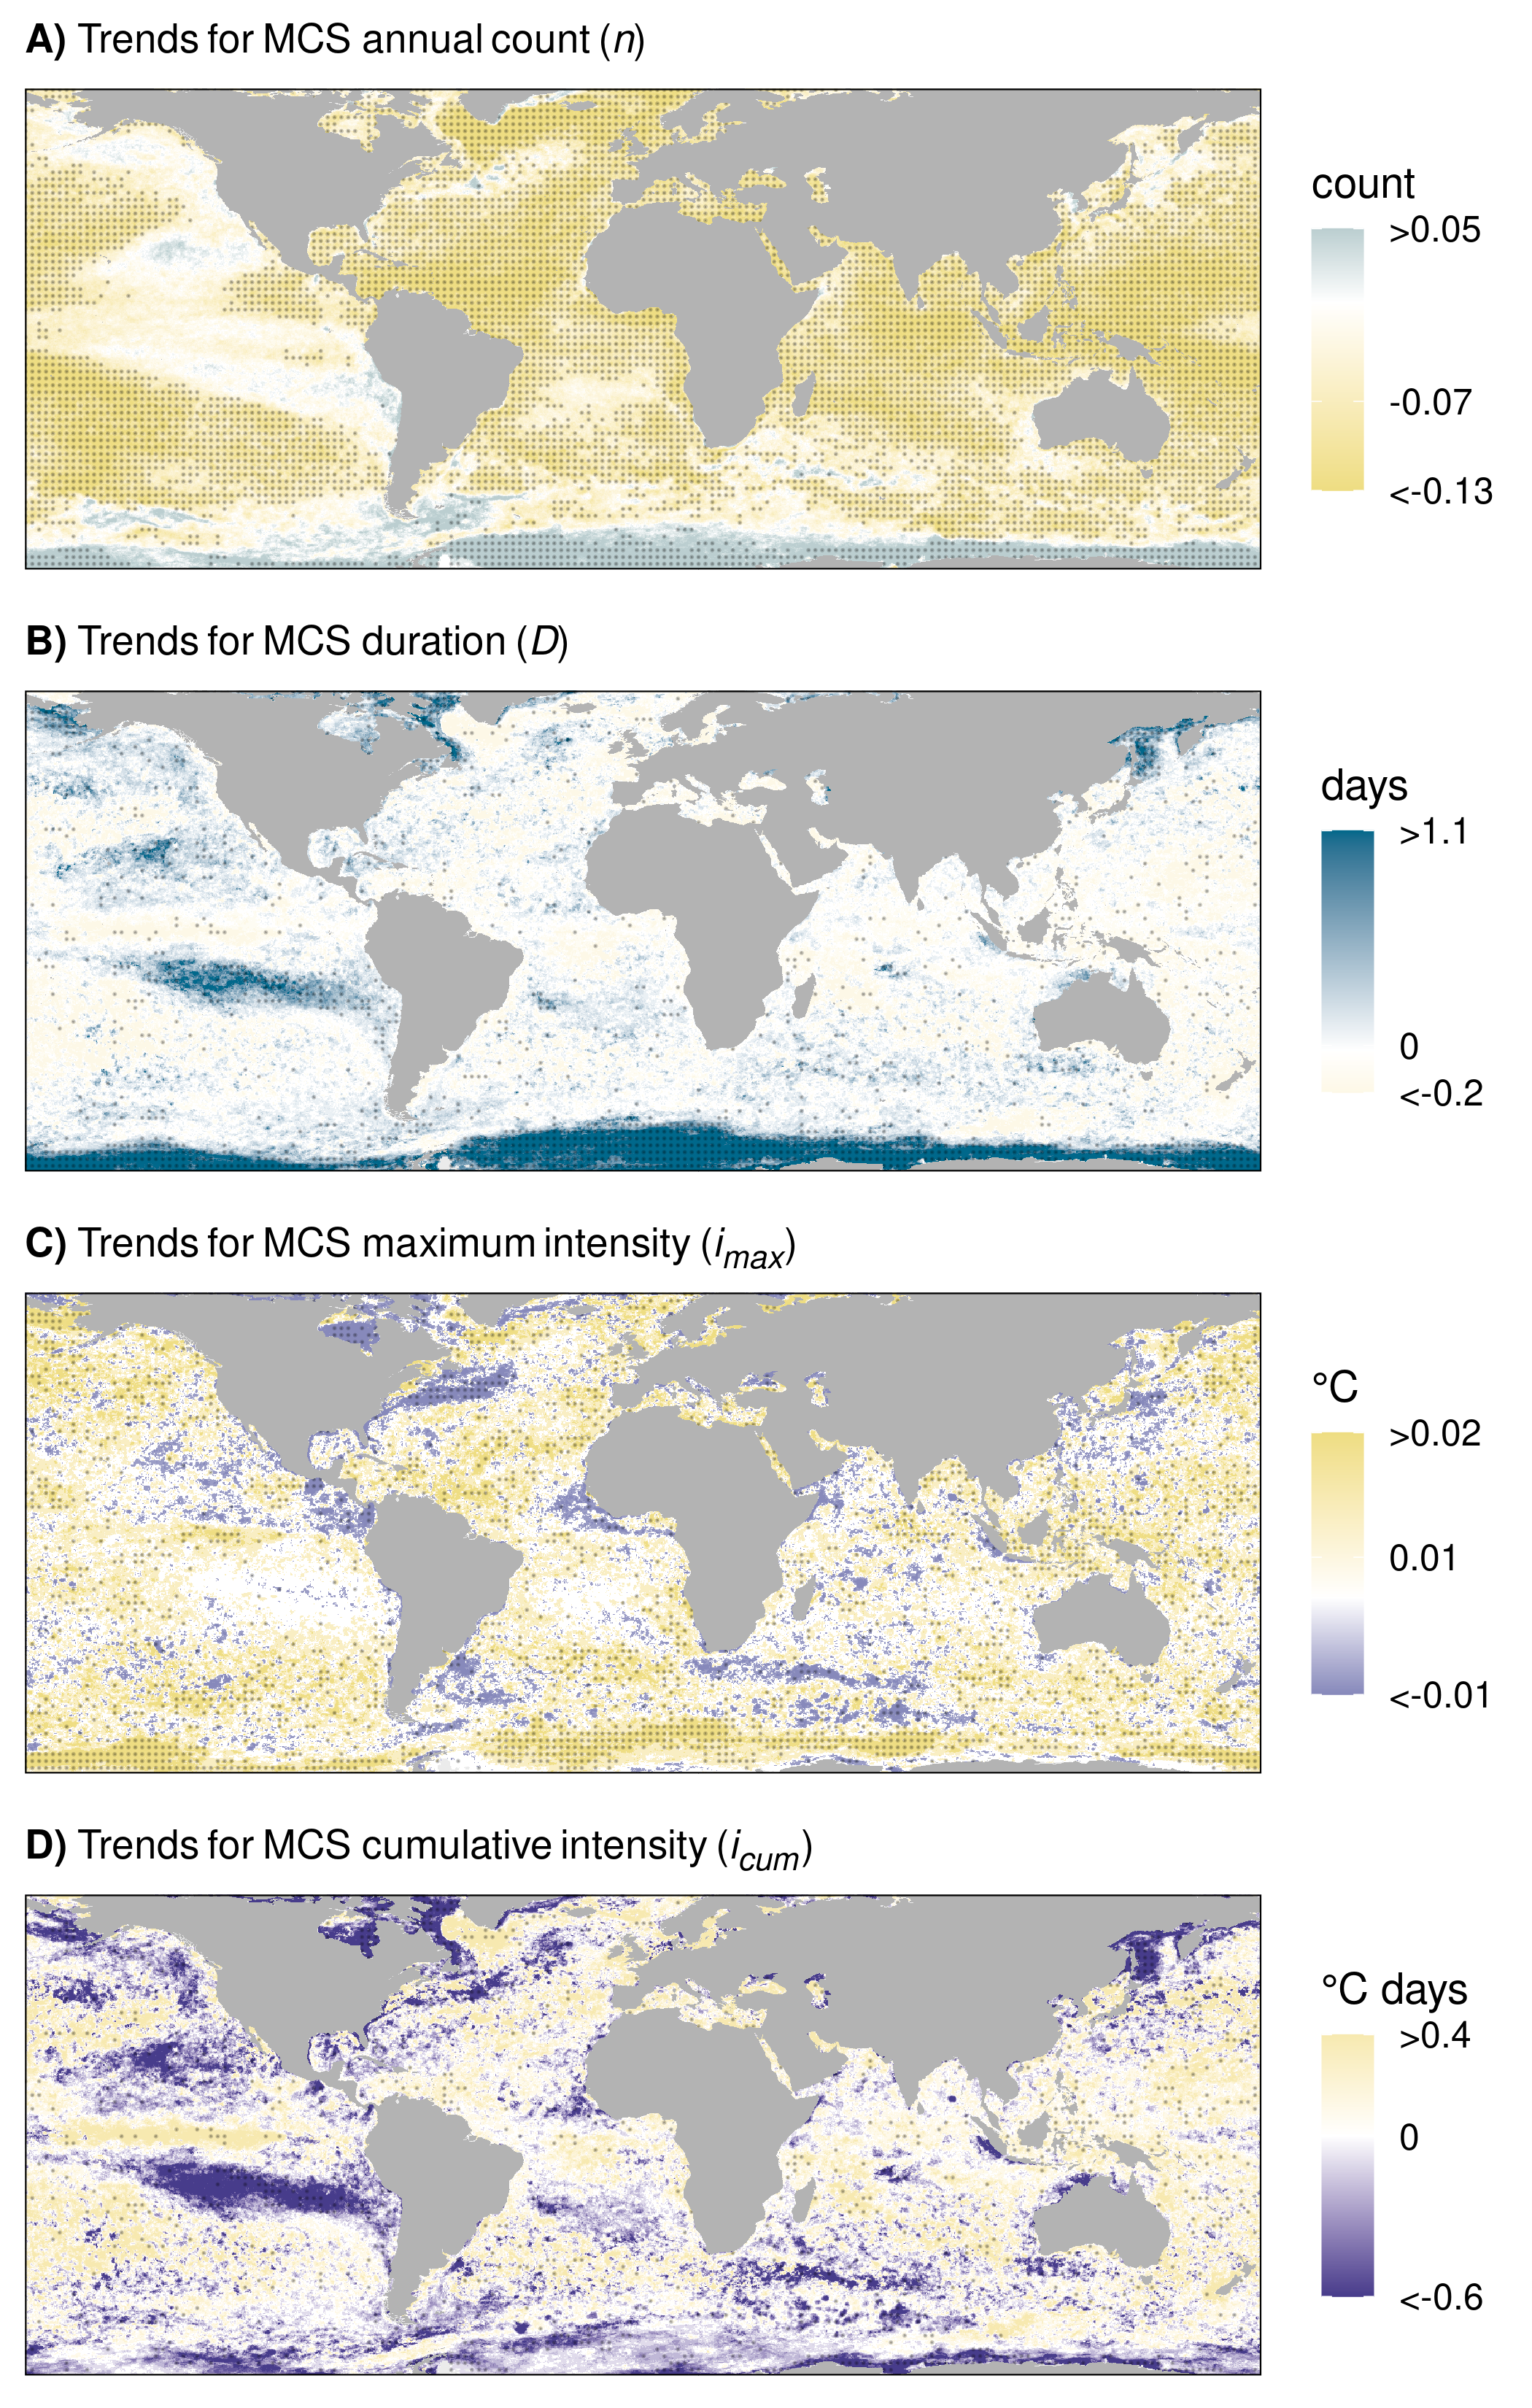 A) Trends for MCS annual count (n)
count
>0.05
-0.07
<-0.13
B) Trends for MCS duration (D)
days
>1.1
0
<-0.2
C) Trends for MCS maximum intensity (imax)
°C
>0.02
0.01
<-0.01
D) Trends for MCS cumulative intensity (icum)
°C days
>0.4
0
<-0.6